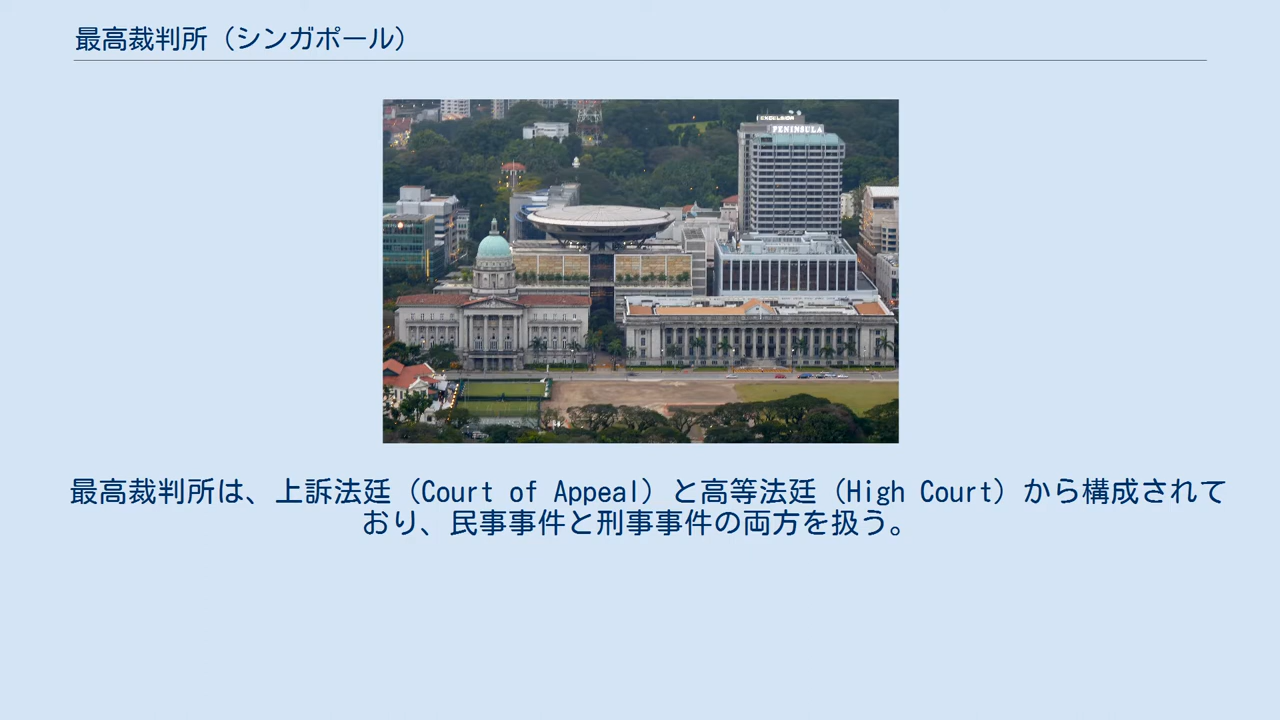 最高裁判所（シンガポール）
EXCELSIOR
PENINSULA
最高裁判所は、上訴法廷（Court of Appeal）と高等法廷（High Court）から構成されて
おり、民事事件と刑事事件の両方を扱う。